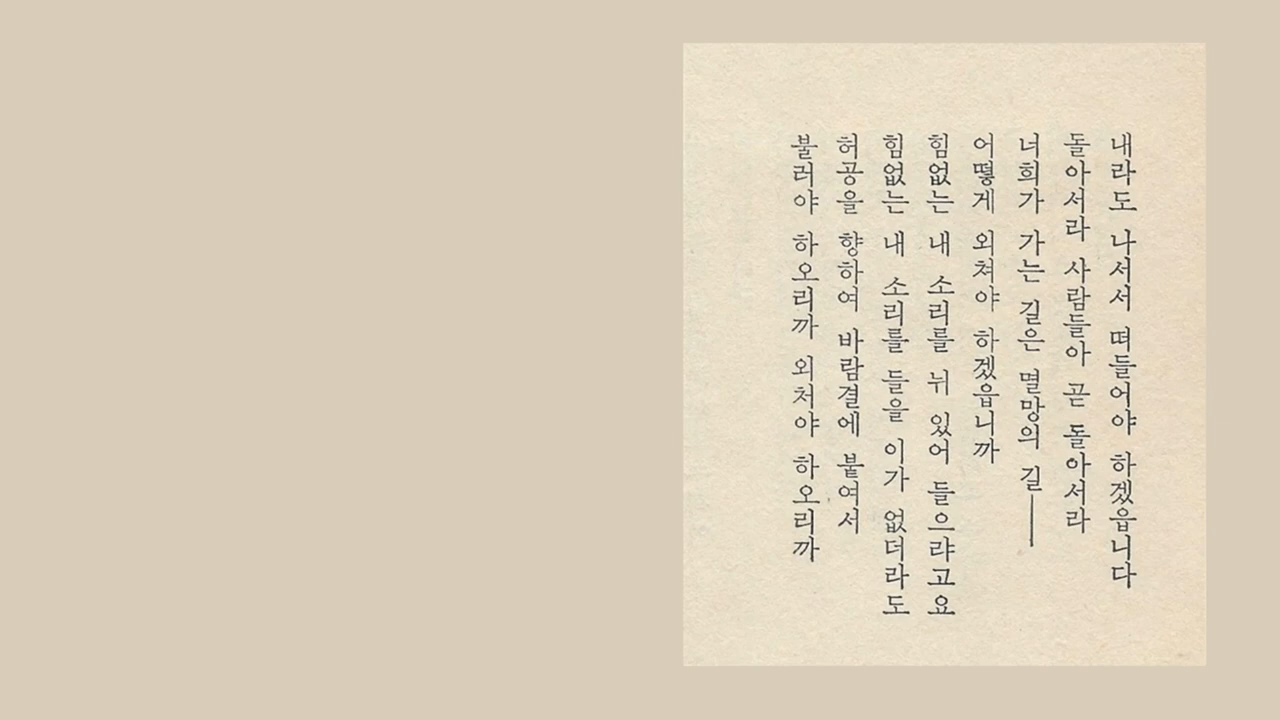 내라도 나서서 떠들어야 하겠읍니다
돌아서라 사람들아 곧 돌아서라
너희가 가는 길은 멸망의 길——
어떻게 외쳐야 하겠읍니까
힘없는 내 소리를 뉘 있어 들으랴고요
힘없는 내 소리를 들을 이가 없더라도
허공을 향하여 바람결에 붙여서
불러야 하오리까 외처야 하오리까